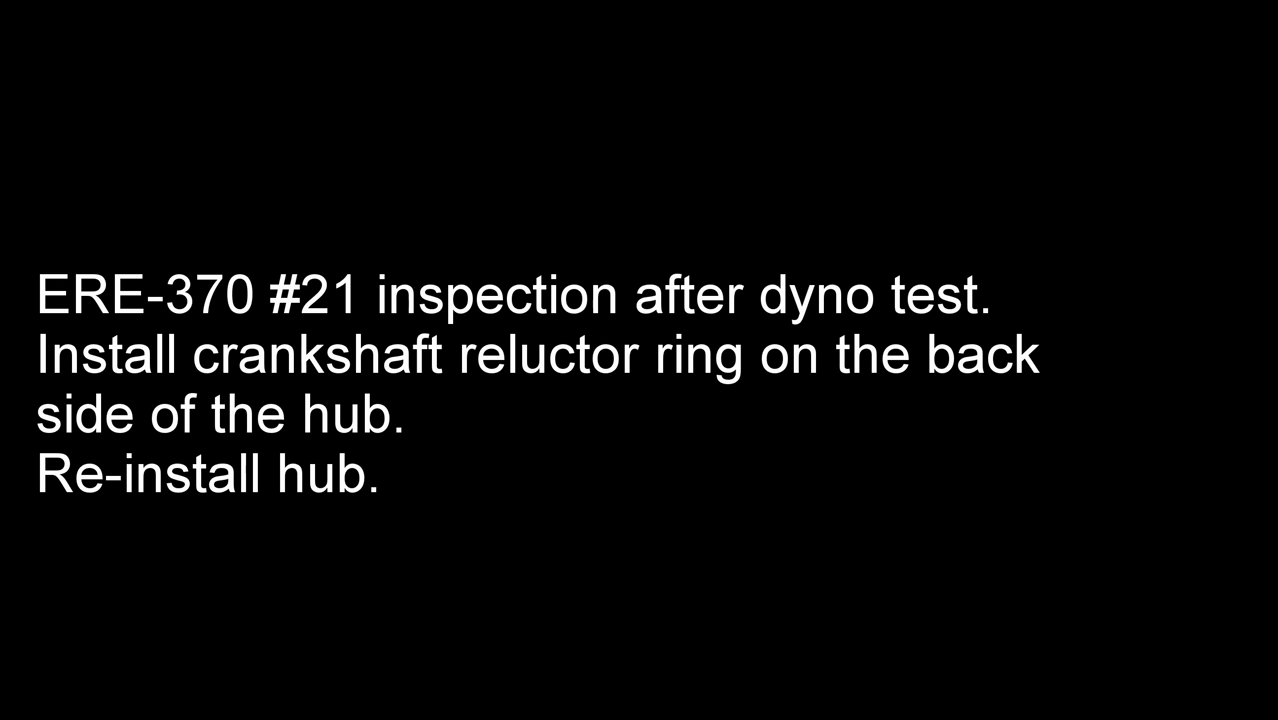 ERE-370 #21 inspection after dyno test.
Install crankshaft reluctor ring on the back
side of the hub.
Re-install hub.